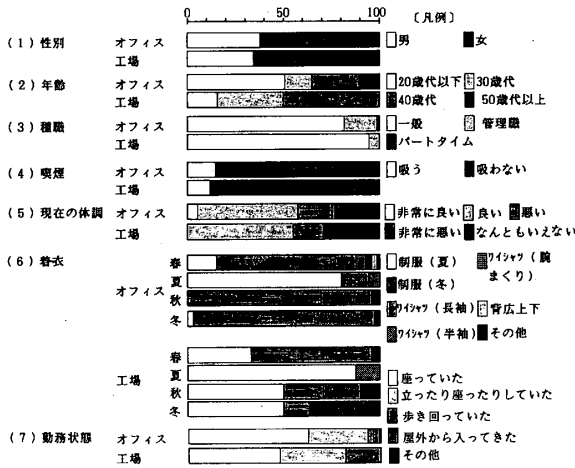 0 50 100
〔凡例〕
(1)性別 オフィス 男 女
工場
(2)年齢 オフィス 20歳代以下 30歳代
工場 40歳代 50歳代以上
(3)種職 オフィス 一般 管理職
工場 パートタイム
(4)喫煙 オフィス 吸う 吸わない
工場
(5)現在の体調 オフィス 非常に良い 良い 悪い
工場 非常に悪い なんともいえない
(6)着衣 春 制服(夏) ワイシャツ(腕
夏 まくり)
オフィス 制服(冬)
秋 ワイシャツ(長袖) 背広上下
冬 ワイシャツ(半袖) その他
春
工場 夏 座っていた
秋 立ったり座ったりしていた
冬 歩き回っていた
(7)勤務状態 オフィス 屋外から入ってきた
工場 その他